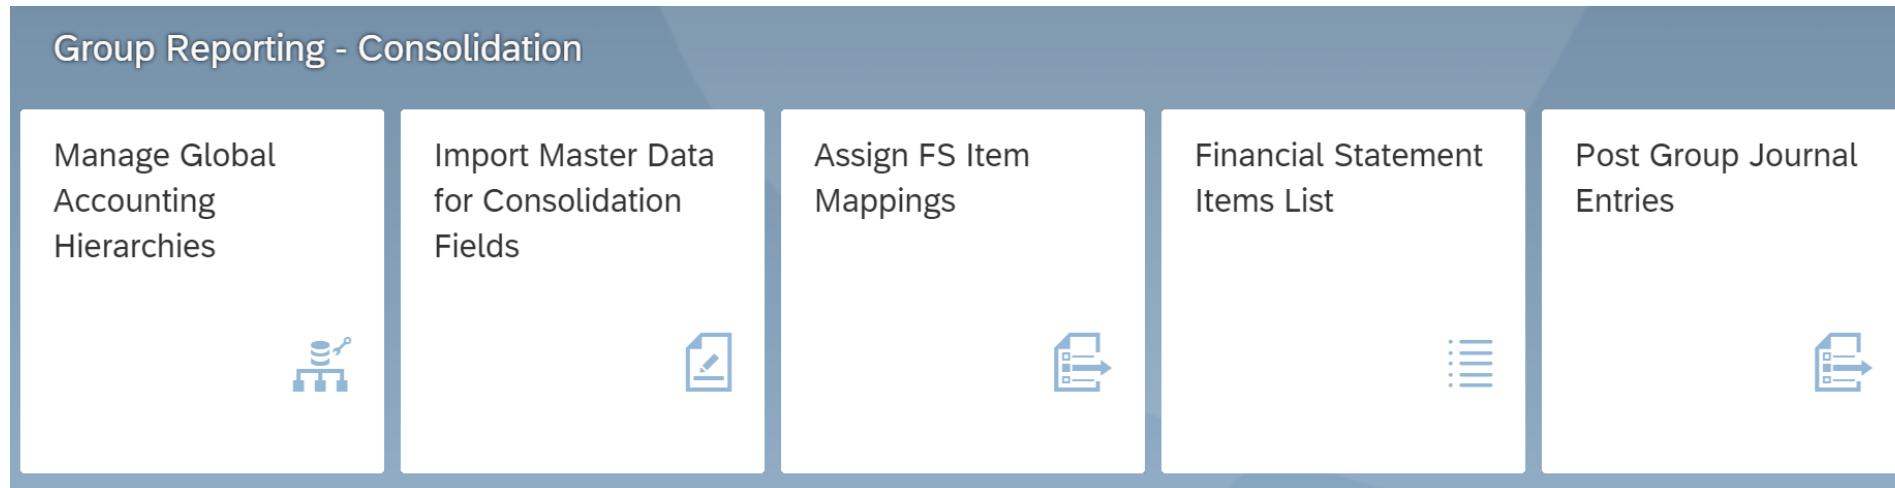 Group Reporting - Consolidation
Manage Global
Accounting
Hierarchies
Import Master Data
for Consolidation
Fields
Assign FS Item
Mappings
Financial Statement
Items List
Post Group Journal
Entries